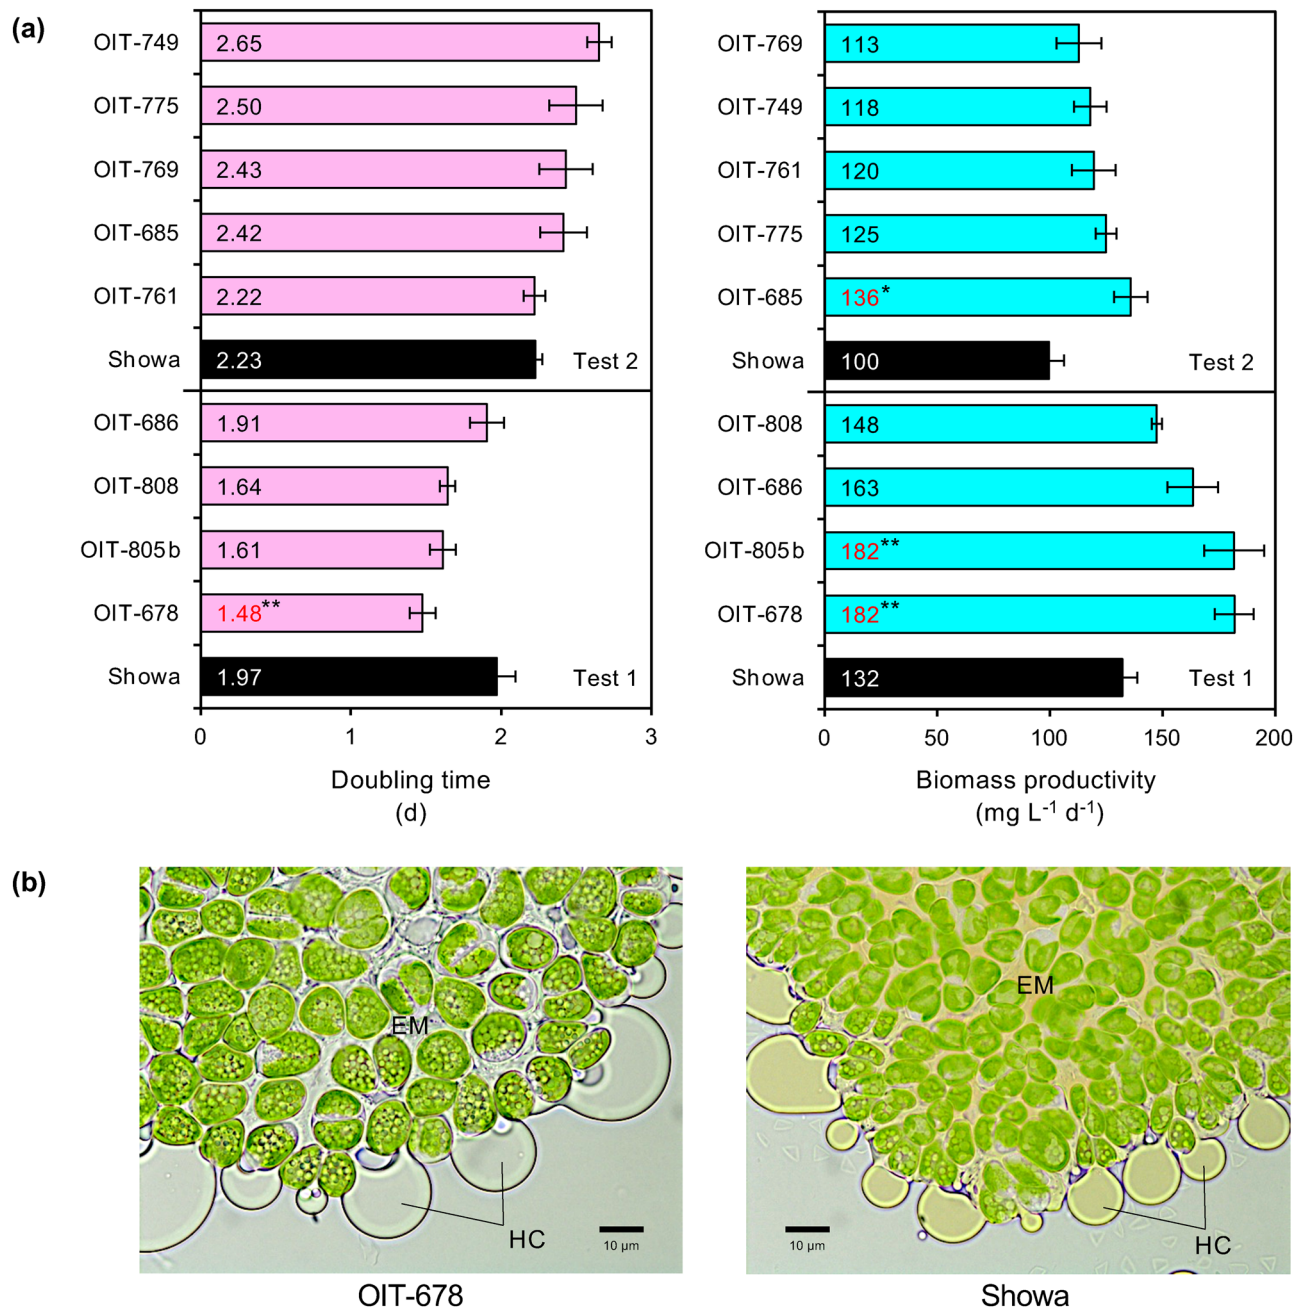 (a)
OIT-749 2.65
OIT-775 2.50
OIT-769 2.43
OIT-685 2.42
OIT-761 2.22
Showa 2.23 Test 2
OIT-686 1.91
OIT-808 1.64
OIT-805b 1.61
OIT-678 1.48**
Showa 1.97 Test 1
0 1 2 3
Doubling time
(d)
OIT-769 113
OIT-749 118
OIT-761 120
OIT-775 125
OIT-685 136*
Showa 100 Test 2
OIT-808 148
OIT-686 163
OIT-805b 182**
OIT-678 182**
Showa 132 Test 1
0 50 100 150 200
Biomass productivity
(mg L-1 d-1)
(b)
EM
HC
10 µm
OIT-678
EM
HC
10 µm
Showa